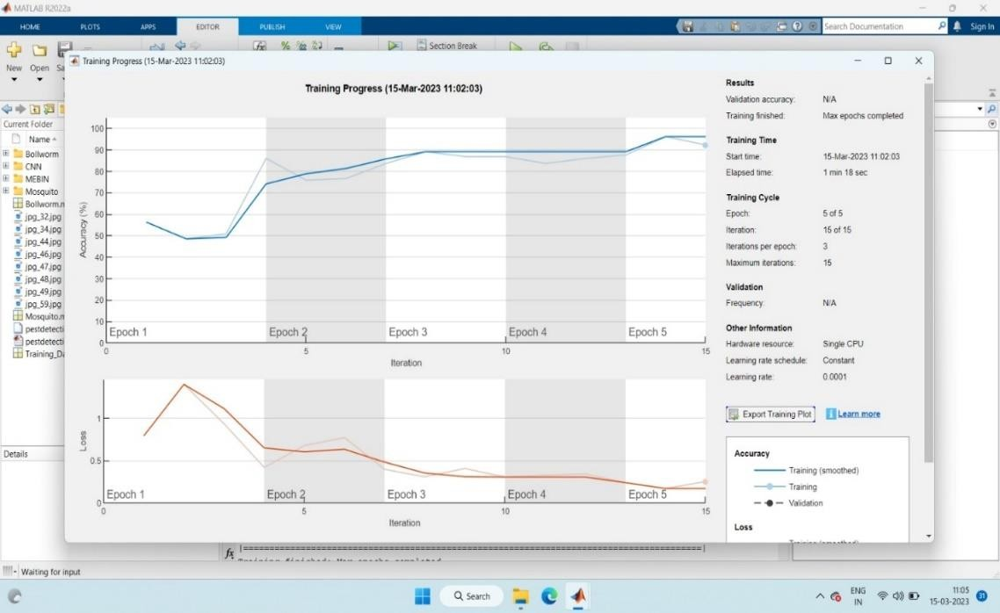 MATLAB R2022a
HOME PLOTS APPS EDITOR PUBLISH VIEW Search Documentation Sign In
New Open Section Break
Training Progress (15-Mar-2023 11:02:03)
Current Folder
Name
Bollworm
CNN
MEBIN
Mosquito
Bollworm.m
jpg_32.jpg
jpg_34.jpg
jpg_44.jpg
jpg_46.jpg
jpg_47.jpg
jpg_48.jpg
jpg_49.jpg
jpg_59.jpg
Mosquito.m
pestdetecti
pestdetecti
Training_Da
Details
Training Progress (15-Mar-2023 11:02:03)
Accuracy (%)
100
90
80
70
60
50
40
30
20
10
0
Epoch 1 Epoch 2 Epoch 3 Epoch 4 Epoch 5
0 5 10 15
Iteration
Loss
1
0.5
0
Epoch 1 Epoch 2 Epoch 3 Epoch 4 Epoch 5
0 5 10 15
Iteration
Results
Validation accuracy: N/A
Training finished: Max epochs completed
Training Time
Start time: 15-Mar-2023 11:02:03
Elapsed time: 1 min 18 sec
Training Cycle
Epoch: 5 of 5
Iteration: 15 of 15
Iterations per epoch: 3
Maximum iterations: 15
Validation
Frequency: N/A
Other Information
Hardware resource: Single CPU
Learning rate schedule: Constant
Learning rate: 0.0001
Export Training Plot Learn more
Accuracy
Training (smoothed)
Training
Validation
Loss
fx
Waiting for input
Search
ENG
IN
11:05
15-03-2023
31